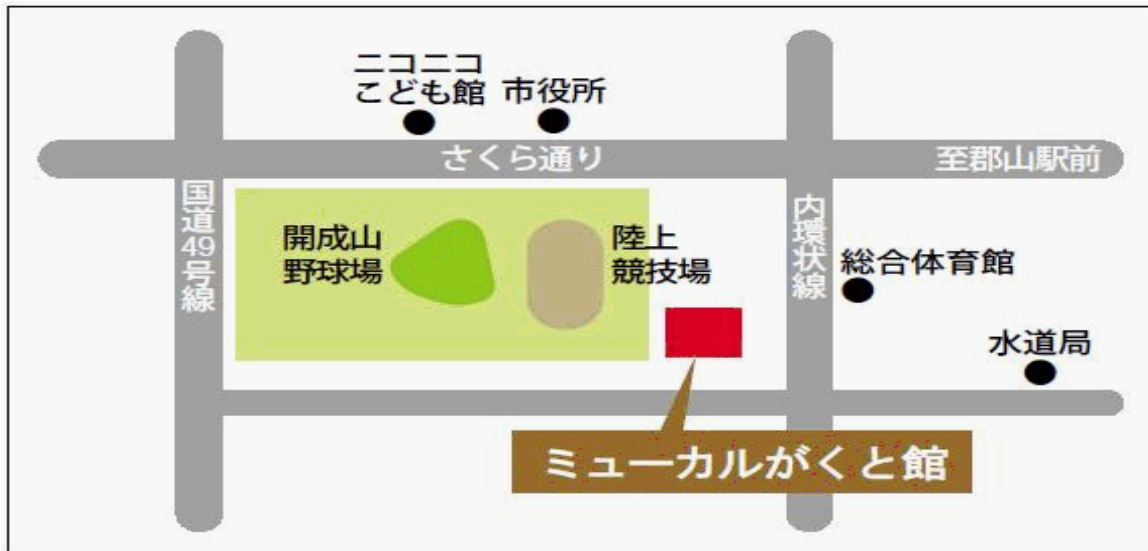 ニコニコ
こども館
市役所
さくら通り
至郡山駅前
国道49号線
開成山
野球場
陸上
競技場
内環状線
総合体育館
水道局
ミューカルがくと館